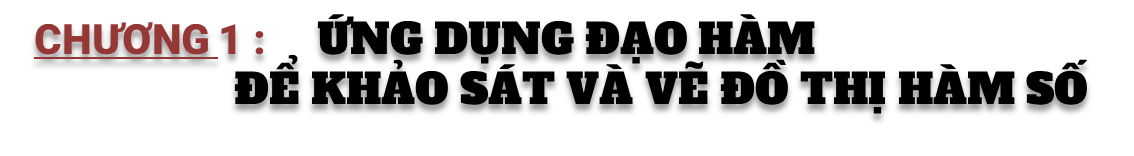 CHƯƠNG 1 : ỨNG DỤNG ĐẠO HÀM
ĐỂ KHẢO SÁT VÀ VẼ ĐỒ THỊ HÀM SỐ